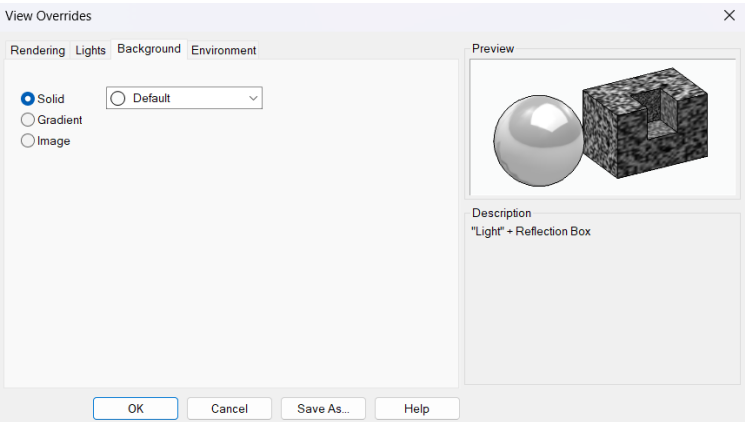 View Overrides
Rendering Lights Background Environment
Solid Default
Gradient
Image
Preview
Description
"Light" + Reflection Box
OK Cancel Save As... Help